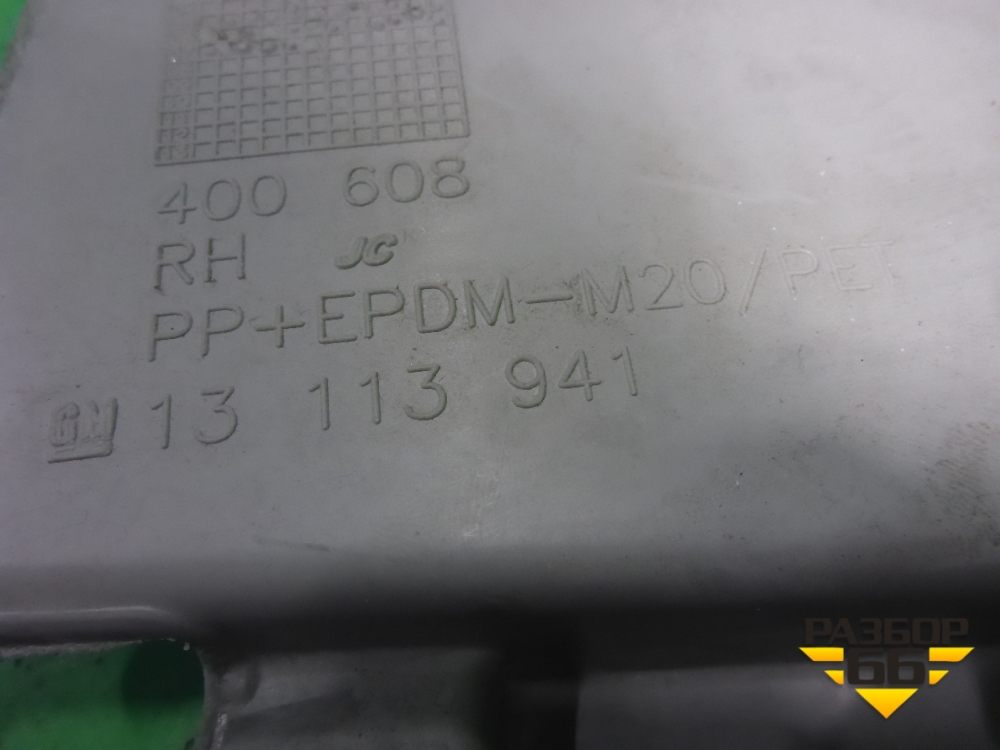 400 608
RH JC
PP+EPDM-M20/PET
GM 13 113 941
РАЗБОР
66